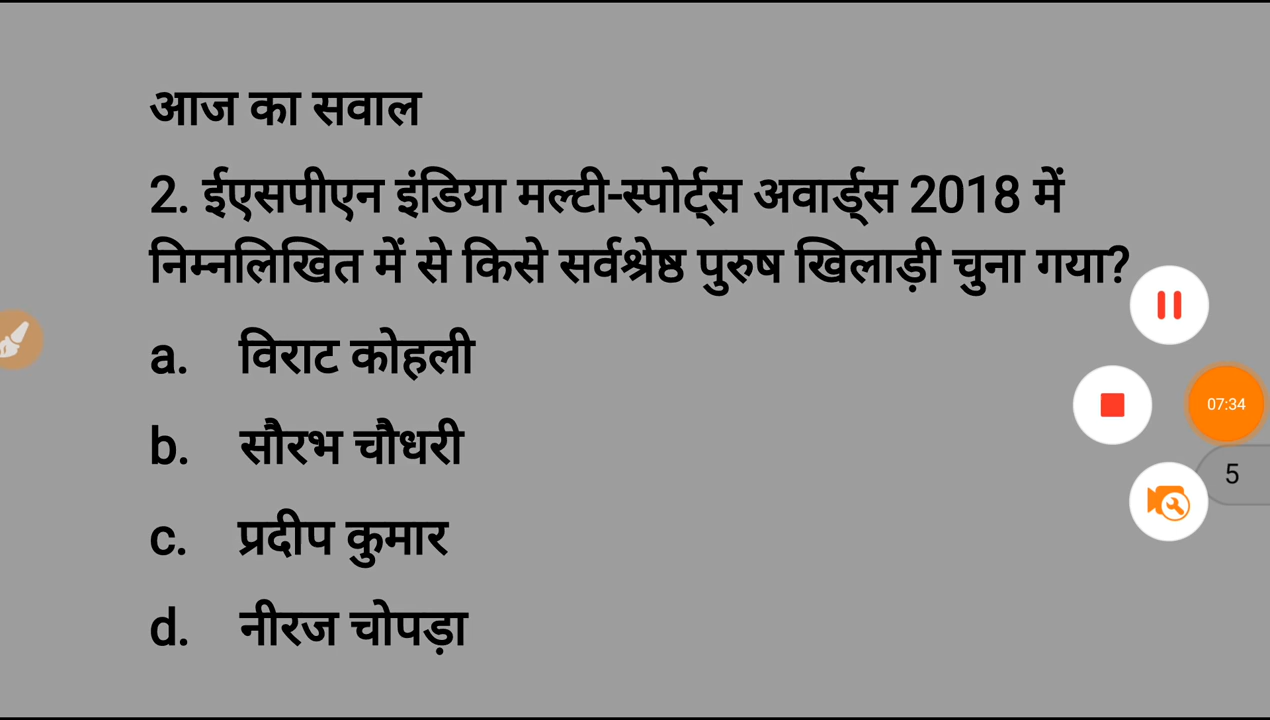 आज का सवाल
2. ईएसपीएन इंडिया मल्टी-स्पोर्ट्स अवार्ड्स 2018 में
निम्नलिखित में से किसे सर्वश्रेष्ठ पुरुष खिलाड़ी चुना गया?
a. विराट कोहली
b. सौरभ चौधरी
c. प्रदीप कुमार
d. नीरज चोपड़ा
07:34
5